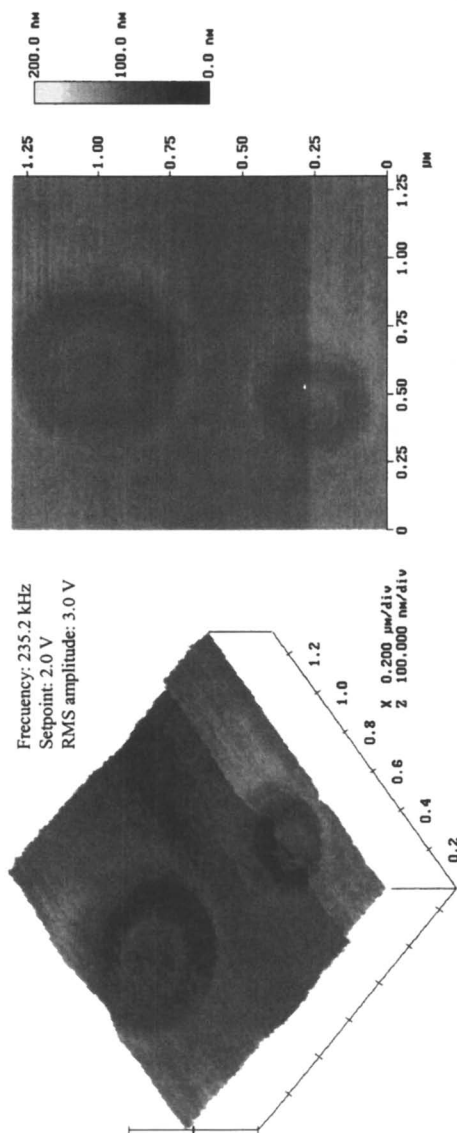 Frecuency: 235.2 kHz
Setpoint: 2.0 V
RMS amplitude: 3.0 V
0.2
0.4
0.6
0.8
1.0
1.2
X 0.200 µm/div
Z 100.000 nm/div
1.25
1.00
0.75
0.50
0.25
0
µM
0
0.25
0.50
0.75
1.00
1.25
200.0 nm
100.0 nm
0.0 nm